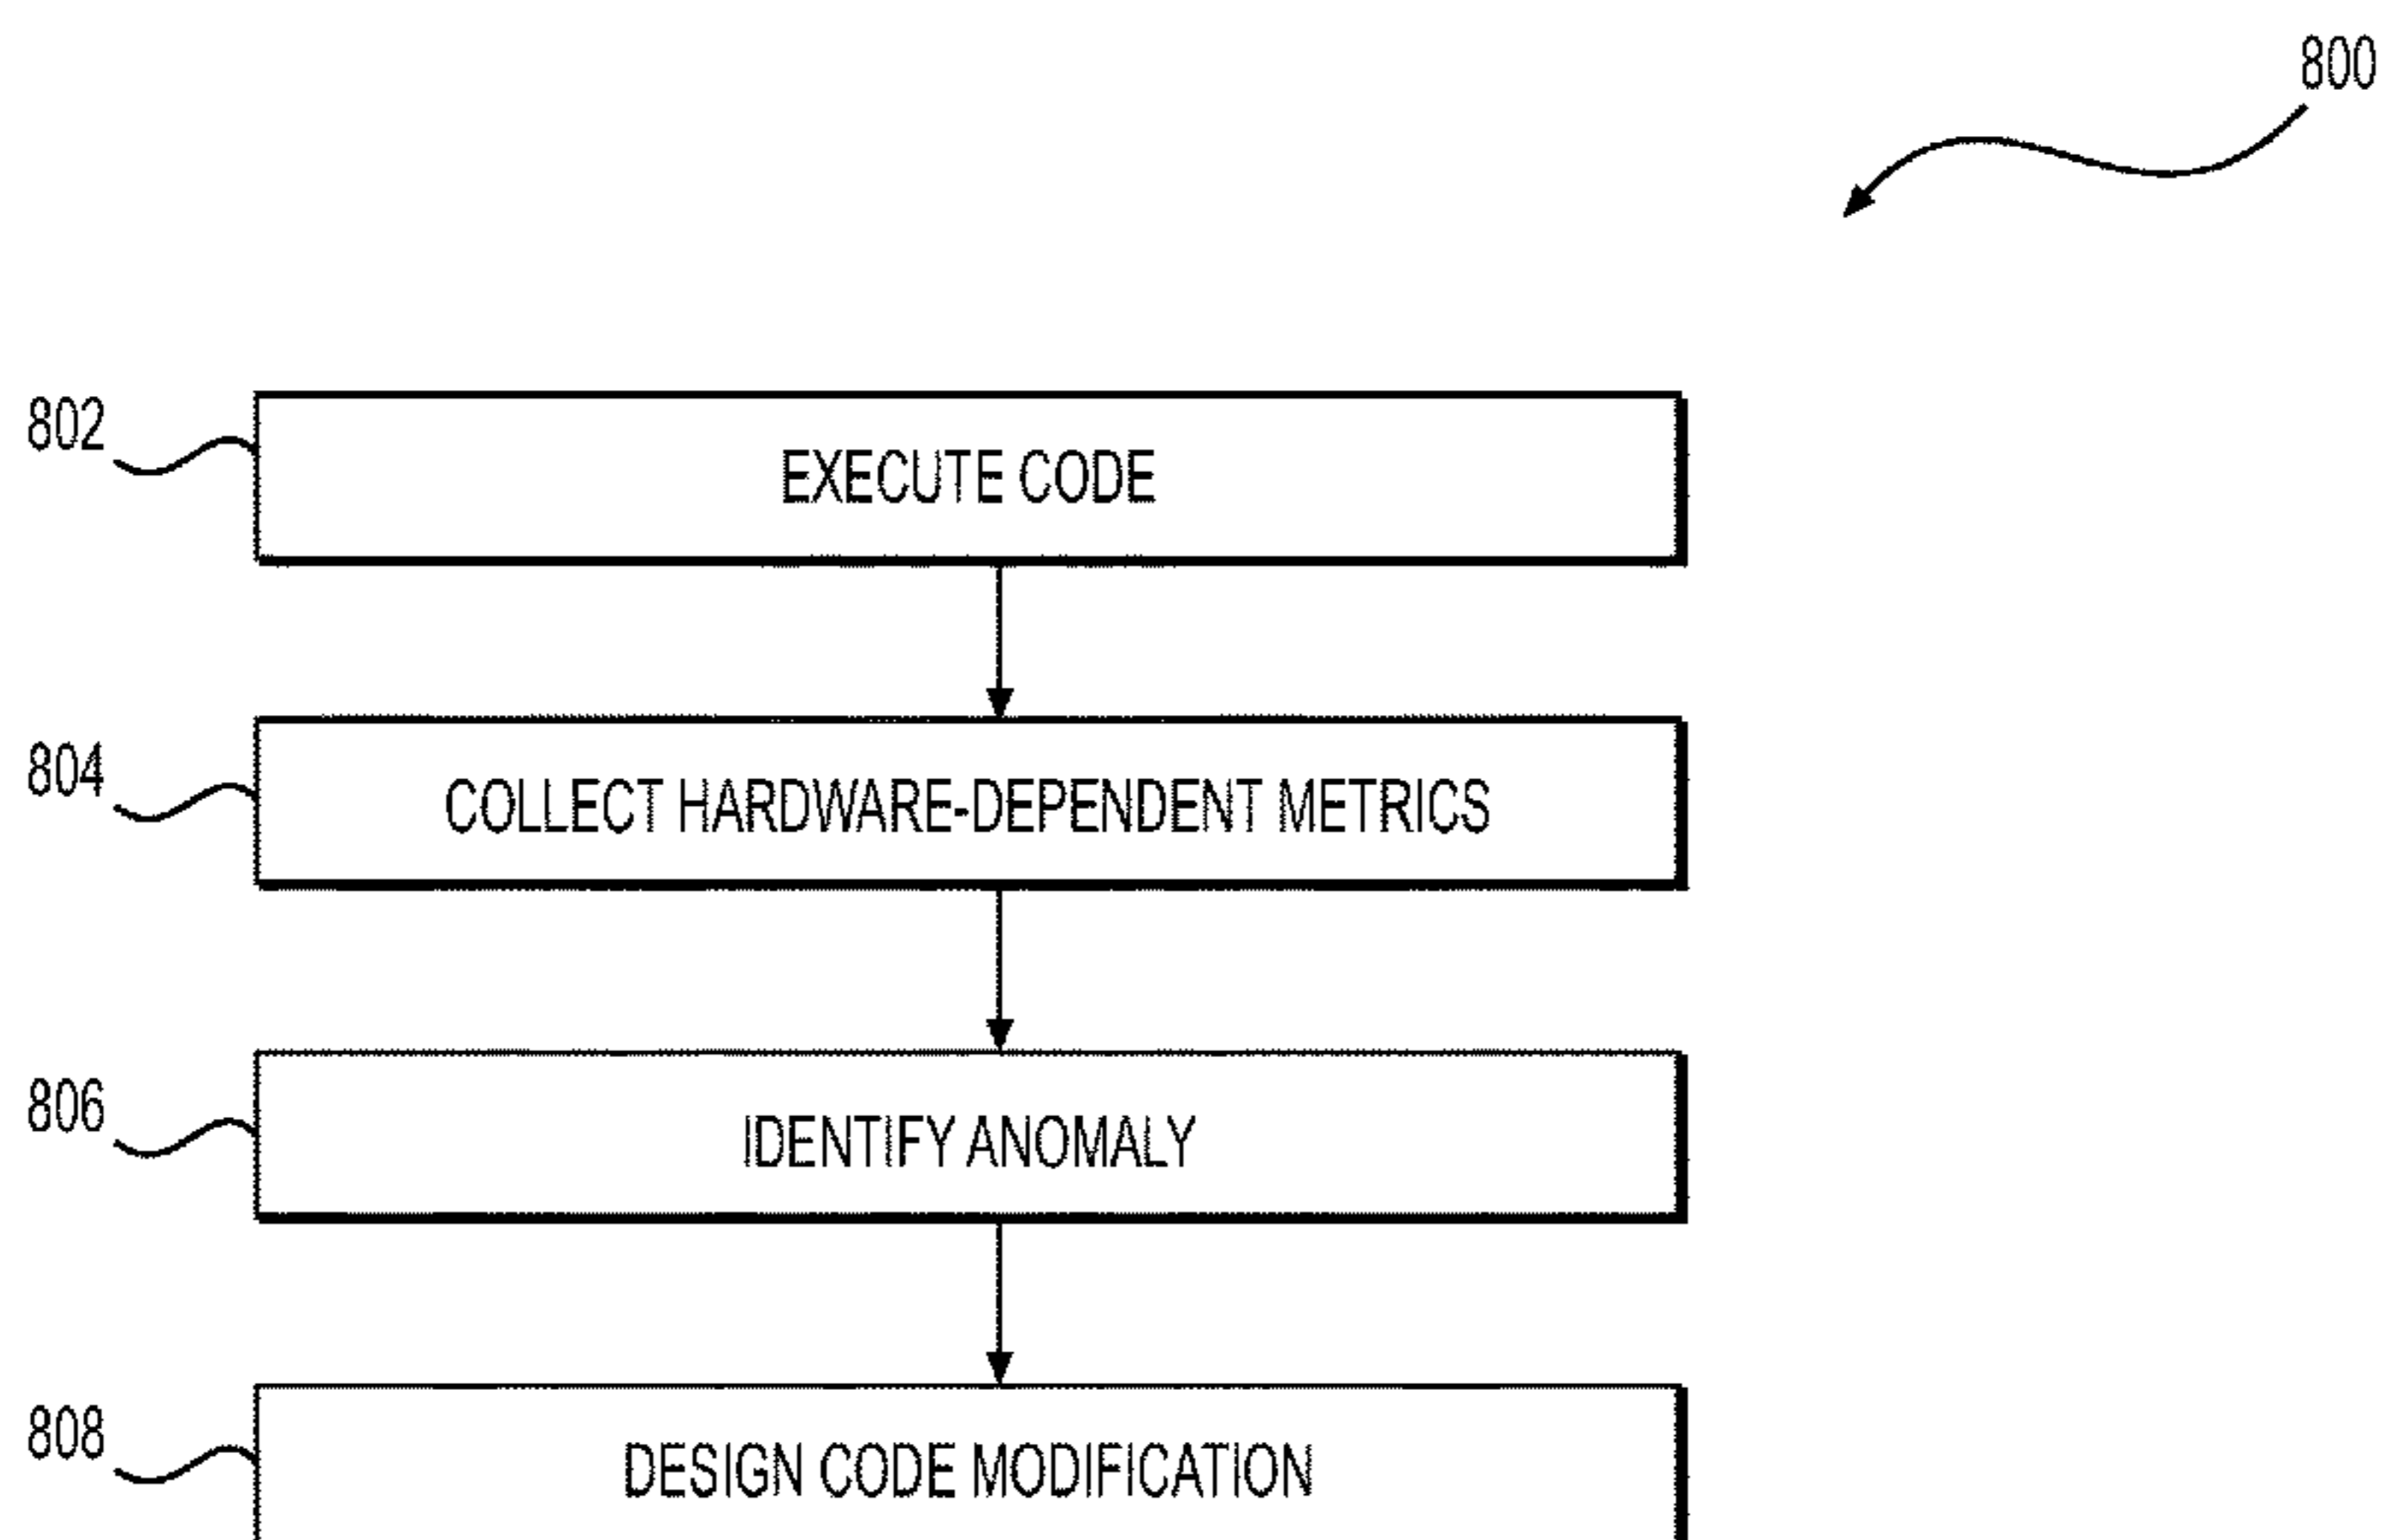 800
802
EXECUTE CODE
804
COLLECT HARDWARE-DEPENDENT METRICS
806
IDENTIFY ANOMALY
808
DESIGN CODE MODIFICATION